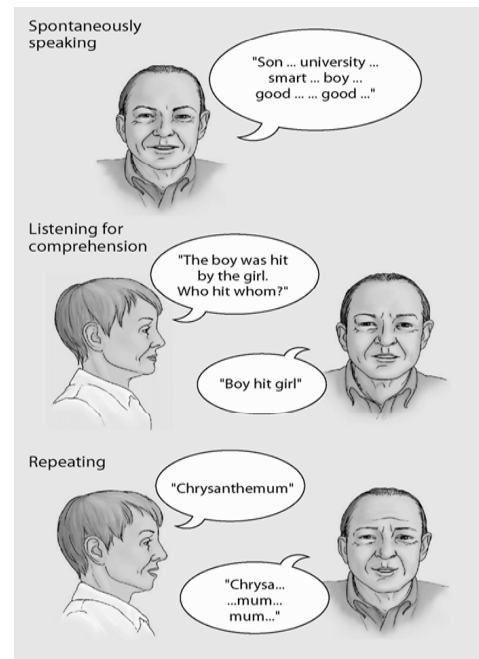 Spontaneously
speaking
"Son ... university ...
smart ... boy ...
good ... ... good ..."
Listening for
comprehension
"The boy was hit
by the girl.
Who hit whom?"
"Boy hit girl"
Repeating
"Chrysanthemum"
"Chrysa...
...mum...
mum..."